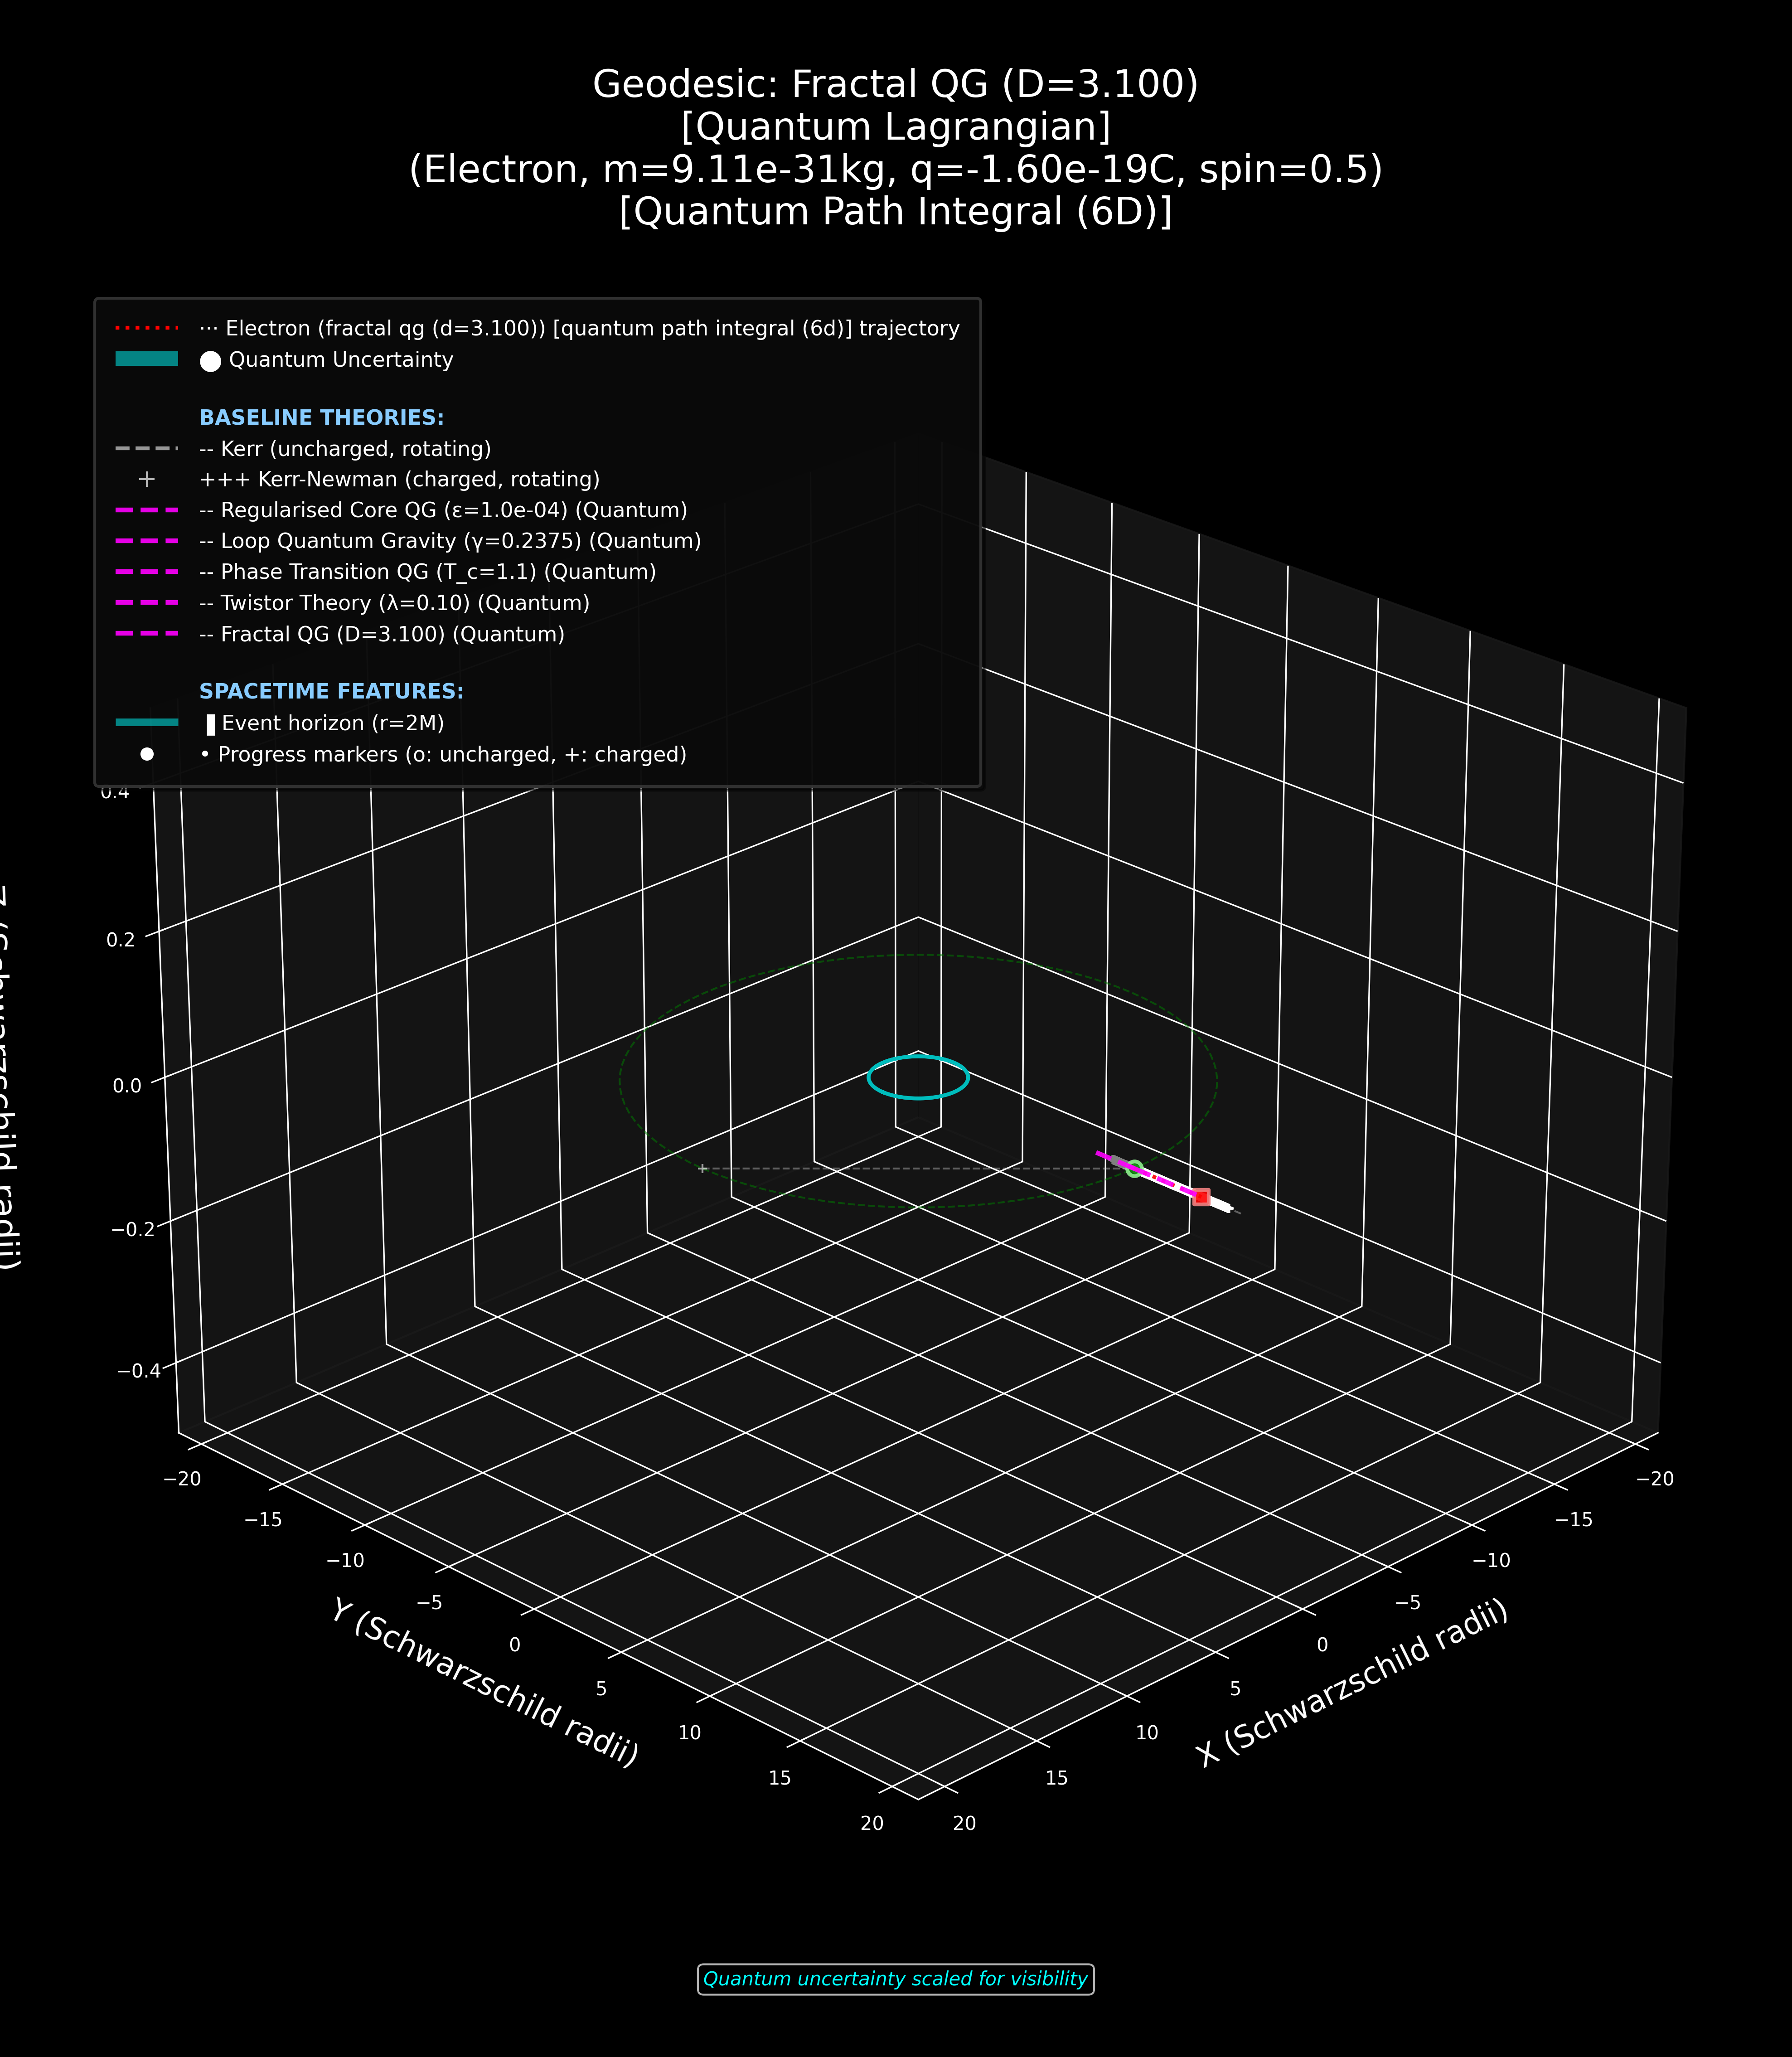 Geodesic: Fractal QG (D=3.100)
[Quantum Lagrangian]
(Electron, m=9.11e-31kg, q=-1.60e-19C, spin=0.5)
[Quantum Path Integral (6D)]
··· Electron (fractal qg (d=3.100)) [quantum path integral (6d)] trajectory
● Quantum Uncertainty
BASELINE THEORIES:
-- Kerr (uncharged, rotating)
+++ Kerr-Newman (charged, rotating)
-- Regularised Core QG (ε=1.0e-04) (Quantum)
-- Loop Quantum Gravity (γ=0.2375) (Quantum)
-- Phase Transition QG (T_c=1.1) (Quantum)
-- Twistor Theory (λ=0.10) (Quantum)
-- Fractal QG (D=3.100) (Quantum)
SPACETIME FEATURES:
▐ Event horizon (r=2M)
• Progress markers (o: uncharged, +: charged)
0.4
0.2
0.0
−0.2
−0.4
radii)
−20
−15
−10
−5
0
5
10
15
20
Y (Schwarzschild radii)
−20
−15
−10
−5
0
5
10
15
20
X (Schwarzschild radii)
Quantum uncertainty scaled for visibility